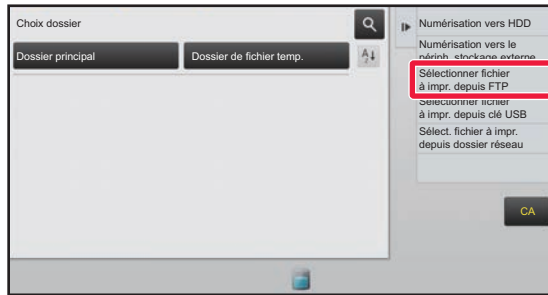 Choix dossier
Dossier principal
Dossier de fichier temp.
Numérisation vers HDD
Numérisation vers le
périph. stockage externe
Sélectionner fichier
à impr. depuis FTP
Sélectionner fichier
à impr. depuis clé USB
Sélect. fichier à impr.
depuis dossier réseau
CA